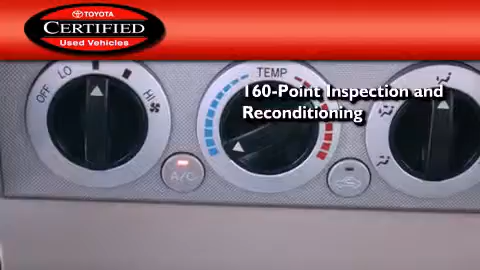 TOYOTA
CERTIFIED
Used Vehicles
160-Point Inspection and
Reconditioning
OFF LO HI
TEMP
A/C